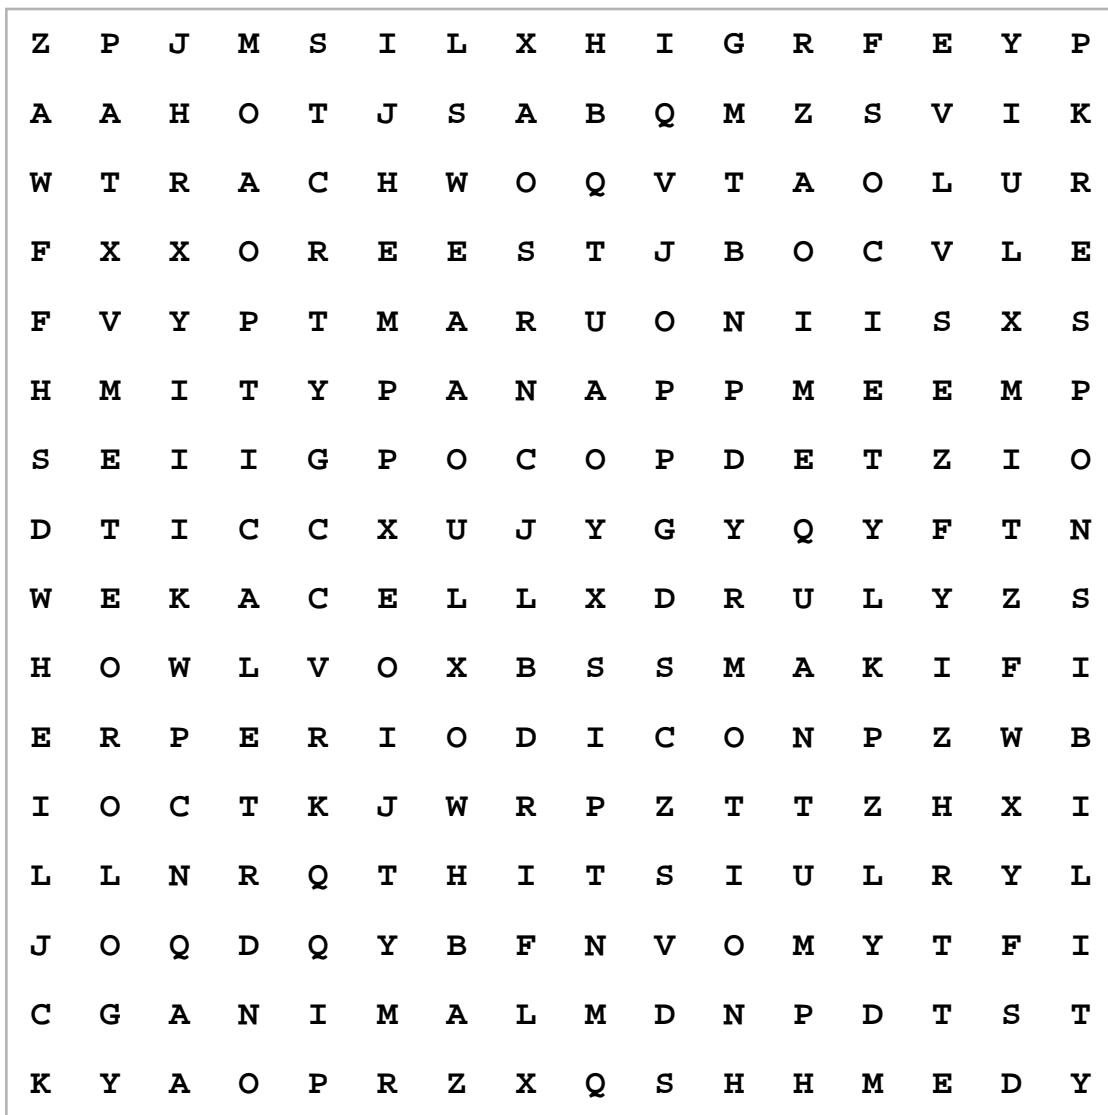 Z P J M S I L X H I G R F E Y P
A A H O T J S A B Q M Z S V I K
W T R A C H W O Q V T A O L U R
F X X O R E E S T J B O C V L E
F V Y P T M A R U O N I I S X S
H M I T Y P A N A P P M E E M P
S E I I G P O C O P D E T Z I O
D T I C C X U J Y G Y Q Y F T N
W E K A C E L L X D R U L Y Z S
H O W L V O X B S S M A K I F I
E R P E R I O D I C O N P Z W B
I O C T K J W R P Z T T Z H X I
L L N R Q T H I T S I U L R Y L
J O Q D Q Y B F N V O M Y T F I
C G A N I M A L M D N P D T S T
K Y A O P R Z X Q S H H M E D Y